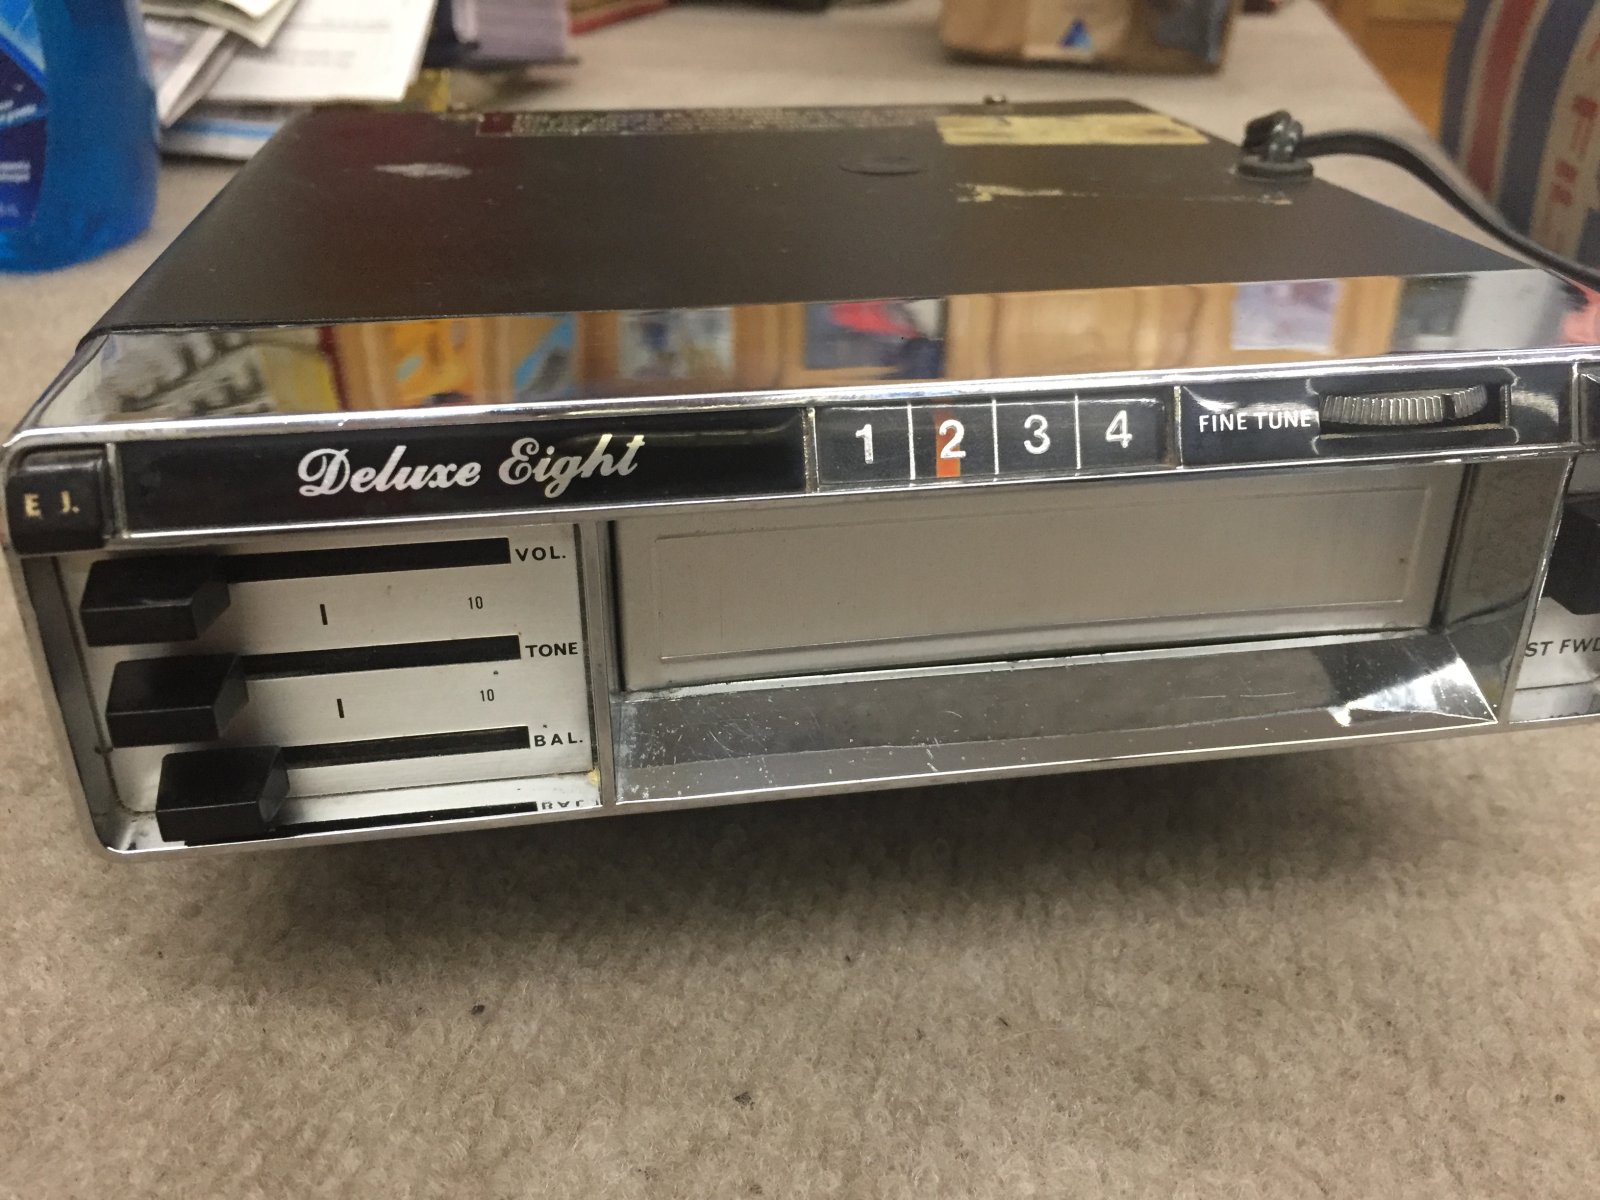 Deluxe Eight
1 2 3 4
FINE TUNE
E J.
VOL.
10
TONE
10
BAL.
ST FWD